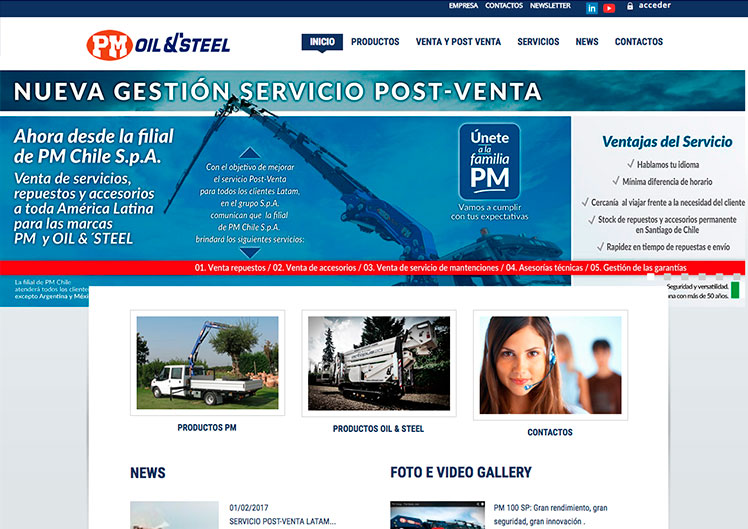 EMPRESA CONTACTOS NEWSLETTER in acceder
PM OIL &'STEEL
INICIO PRODUCTOS VENTA Y POST VENTA SERVICIOS NEWS CONTACTOS
NUEVA GESTIÓN SERVICIO POST-VENTA
Ahora desde la filial
de PM Chile S.p.A.
Venta de servicios,
repuestos y accesorios
a toda América Latina
para las marcas
PM y OIL & ´STEEL
Con el objetivo de mejorar
el servicio Post-Venta
para todos los clientes Latam,
en el grupo S.p.A.
comunican que la filial
de PM Chile S.p.A.
brindará los siguientes servicios:
Únete
a la
familia
PM
Vamos a cumplir
con tus expectativas
Ventajas del Servicio
Hablamos tu idioma
Mínima diferencia de horario
Cercanía al viajar frente a la necesidad del cliente
Stock de repuestos y accesorios permanente
en Santiago de Chile
Rapidez en tiempo de repuestas e envío
01. Venta repuestos / 02. Venta de accesorios / 03. Venta de servicio de mantenciones / 04. Asesorías técnicas / 05. Gestión de las garantías
La filial de PM Chile
atenderá todos los clientes
excepto Argentina y Méxi
Seguridad y versatilidad.
ona con más de 50 años.
PRODUCTOS PM
PRODUCTOS OIL & STEEL
CONTACTOS
NEWS
FOTO E VIDEO GALLERY
01/02/2017
SERVICIO POST-VENTA LATAM...
PM 100 SP: Gran rendimiento, gran
seguridad, gran innovación .